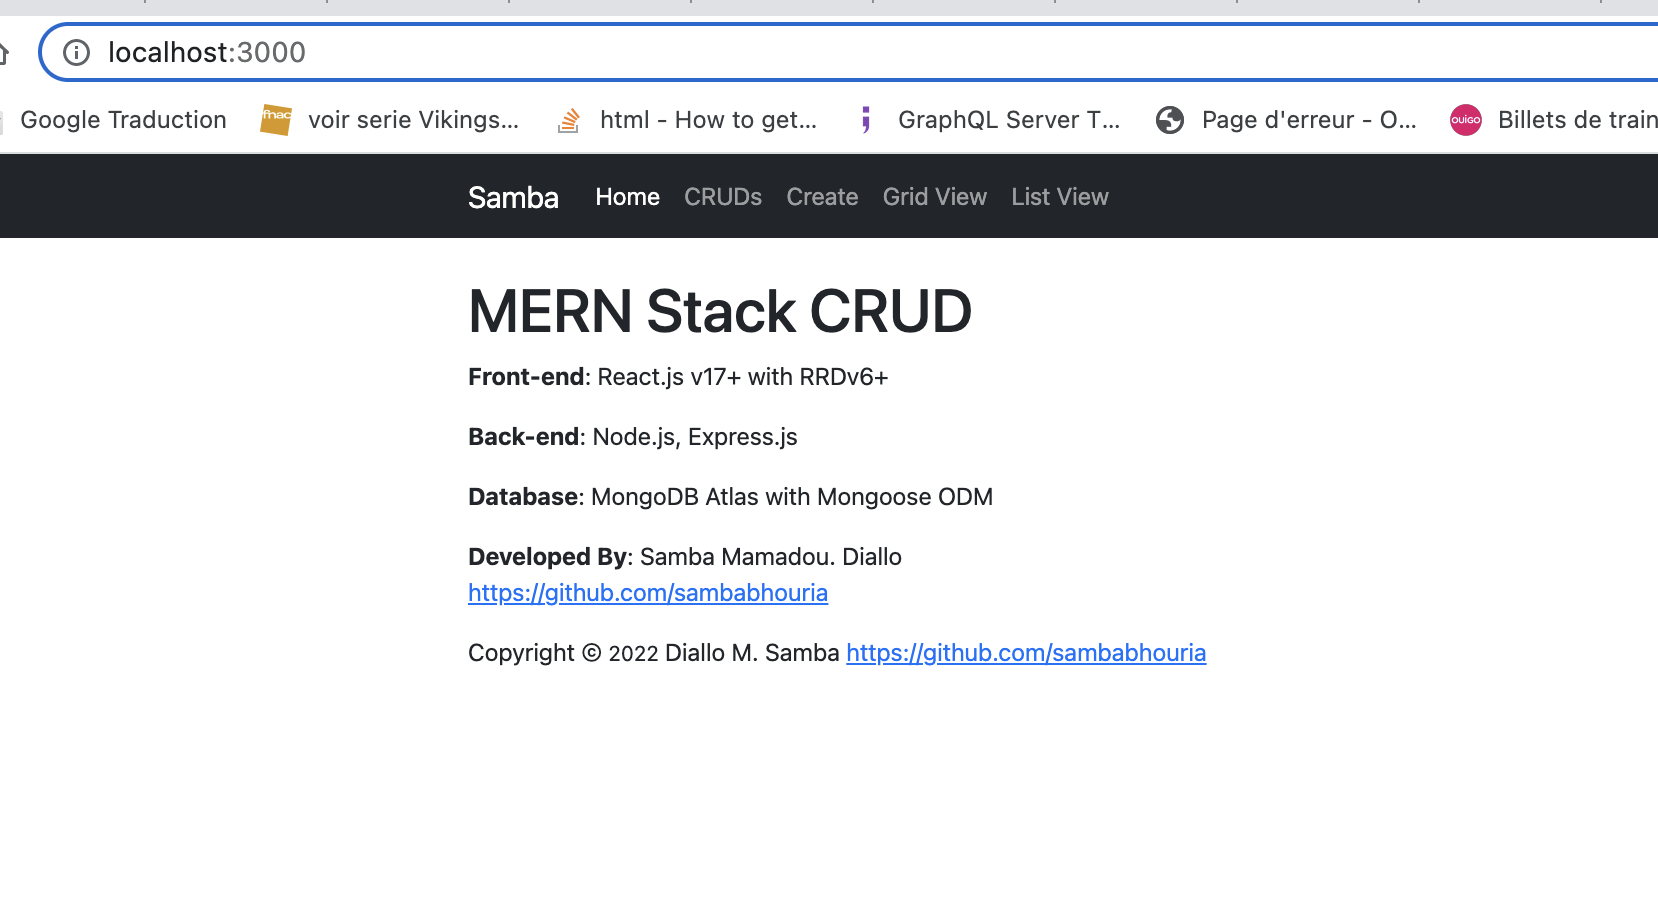 localhost:3000
Google Traduction fnac voir serie Vikings... html - How to get... GraphQL Server T... Page d'erreur - O... OUIGO Billets de train
Samba Home CRUDs Create Grid View List View
MERN Stack CRUD
Front-end: React.js v17+ with RRDv6+
Back-end: Node.js, Express.js
Database: MongoDB Atlas with Mongoose ODM
Developed By: Samba Mamadou. Diallo
https://github.com/sambabhouria
Copyright © 2022 Diallo M. Samba https://github.com/sambabhouria